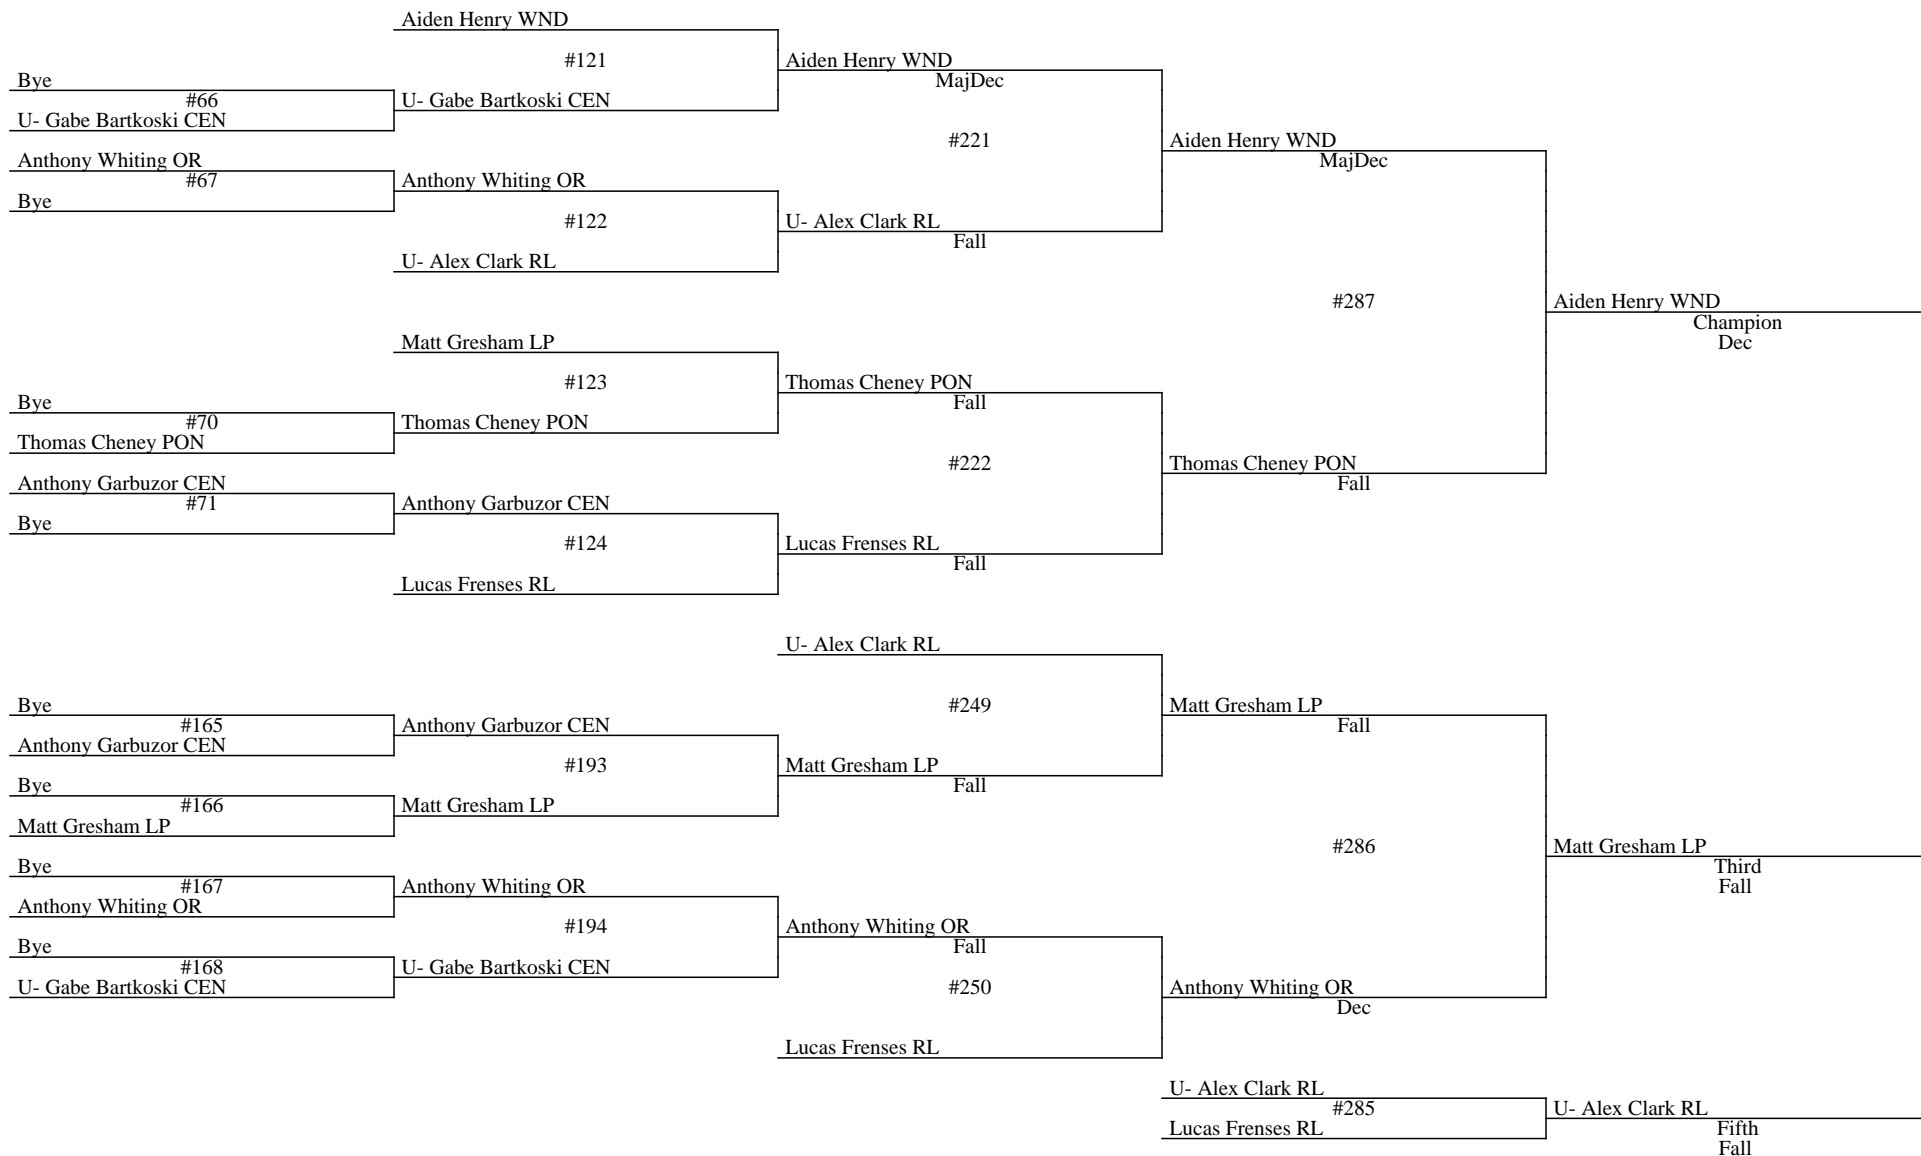 Aiden Henry WND
#121
Aiden Henry WND
MajDec
Bye
#66
U- Gabe Bartkoski CEN
U- Gabe Bartkoski CEN
#221
Aiden Henry WND
MajDec
Anthony Whiting OR
#67
Bye
Anthony Whiting OR
#122
U- Alex Clark RL
Fall
U- Alex Clark RL
#287
Aiden Henry WND
Champion
Dec
Matt Gresham LP
#123
Thomas Cheney PON
Fall
Bye
#70
Thomas Cheney PON
Thomas Cheney PON
#222
Thomas Cheney PON
Fall
Anthony Garbuzor CEN
#71
Bye
Anthony Garbuzor CEN
#124
Lucas Frenses RL
Fall
Lucas Frenses RL
U- Alex Clark RL
#249
Matt Gresham LP
Fall
Bye
#165
Anthony Garbuzor CEN
Anthony Garbuzor CEN
#193
Matt Gresham LP
Fall
Bye
#166
Matt Gresham LP
Matt Gresham LP
#286
Matt Gresham LP
Third
Fall
Bye
#167
Anthony Whiting OR
Anthony Whiting OR
#194
Anthony Whiting OR
Fall
Bye
#168
U- Gabe Bartkoski CEN
U- Gabe Bartkoski CEN
#250
Anthony Whiting OR
Dec
Lucas Frenses RL
U- Alex Clark RL
#285
Lucas Frenses RL
U- Alex Clark RL
Fifth
Fall